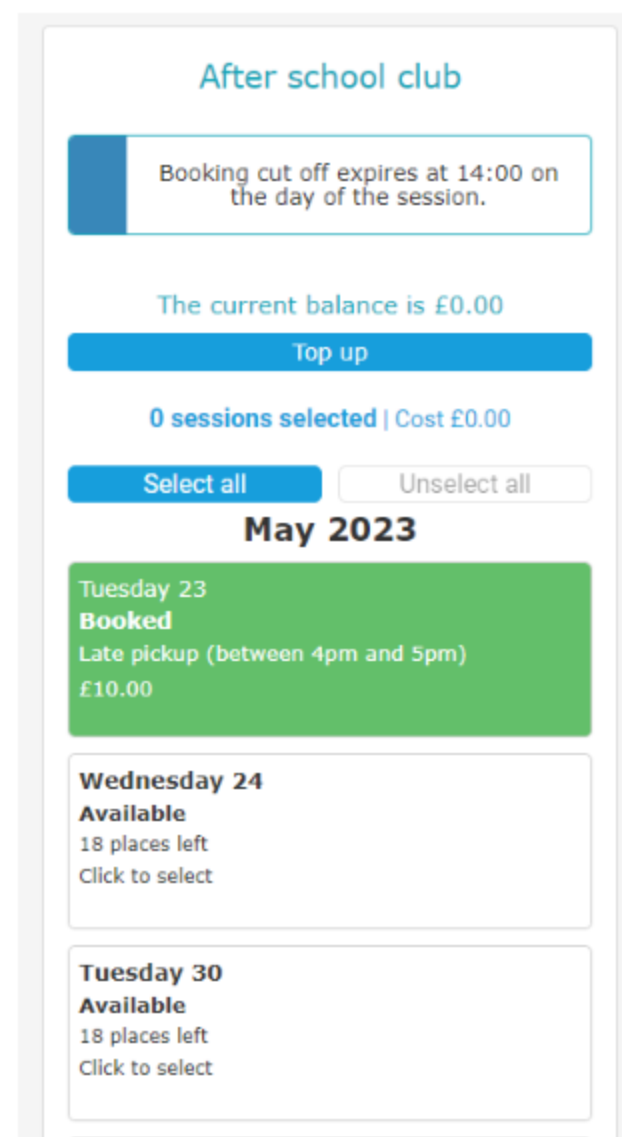 After school club
Booking cut off expires at 14:00 on
the day of the session.
The current balance is £0.00
Top up
0 sessions selected | Cost £0.00
Select all
Unselect all
May 2023
Tuesday 23
Booked
Late pickup (between 4pm and 5pm)
£10.00
Wednesday 24
Available
18 places left
Click to select
Tuesday 30
Available
18 places left
Click to select